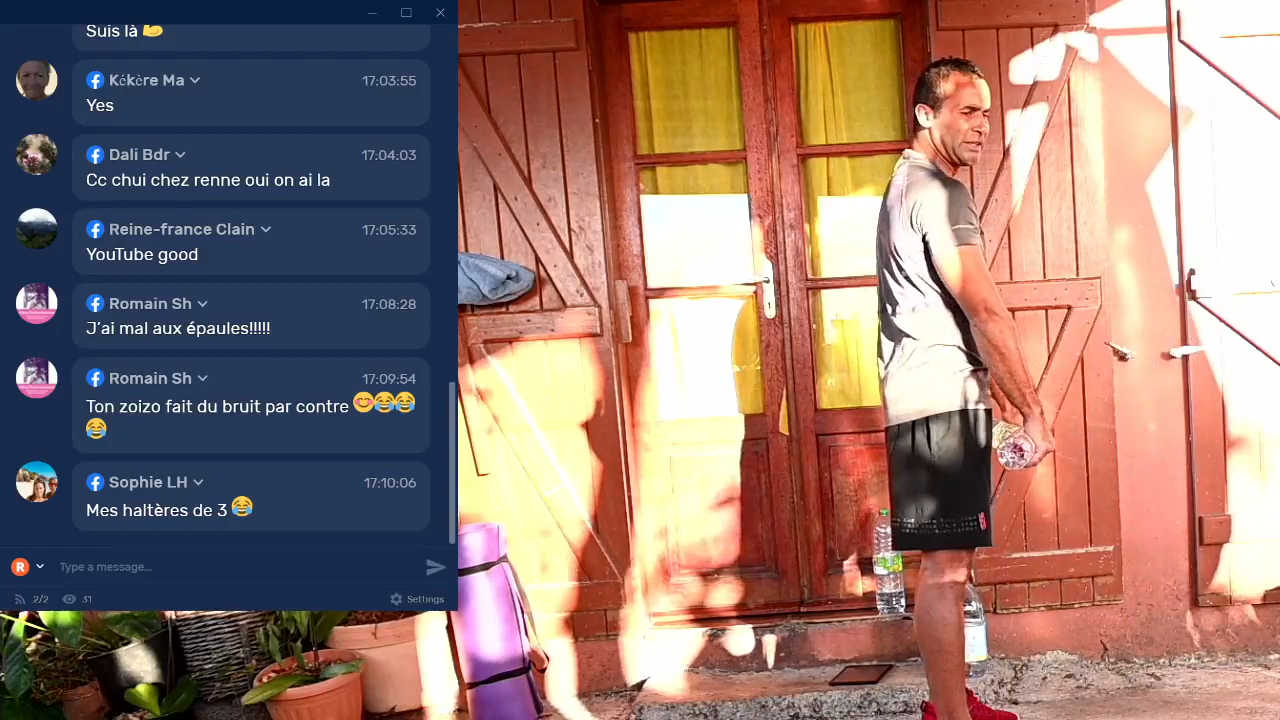 Suis là
Kékère Ma 17:03:55
Yes
Dali Bdr 17:04:03
Cc chui chez renne oui on ai la
Reine-france Clain 17:05:33
YouTube good
Romain Sh 17:08:28
J'ai mal aux épaules!!!!!
Romain Sh 17:09:54
Ton zoizo fait du bruit par contre 😊😂😂
😂
Sophie LH 17:10:06
Mes haltères de 3 😂
R Type a message...
2/2 31 Settings